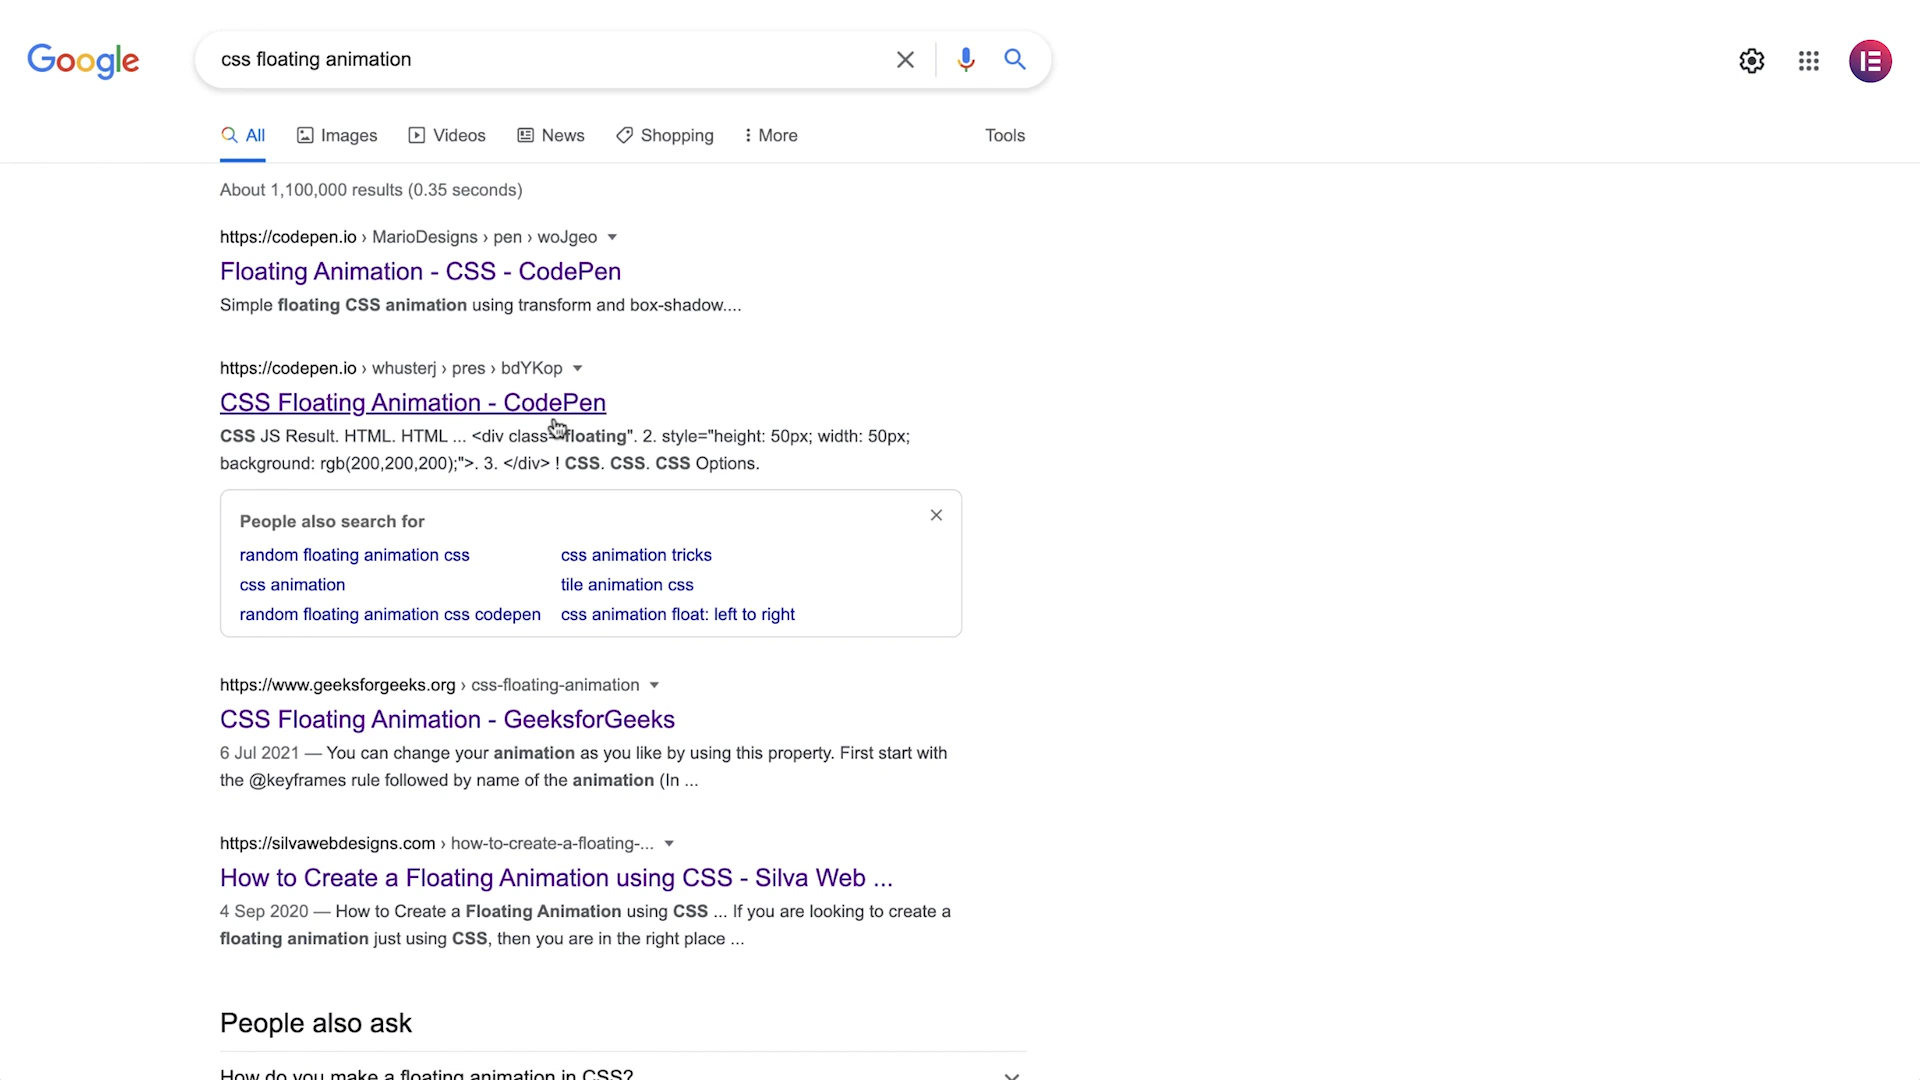 Google
css floating animation
All Images Videos News Shopping More Tools
About 1,100,000 results (0.35 seconds)
https://codepen.io › MarioDesigns › pen › woJgeo
Floating Animation - CSS - CodePen
Simple floating CSS animation using transform and box-shadow....
https://codepen.io › whusterj › pres › bdYKop
CSS Floating Animation - CodePen
CSS JS Result. HTML. HTML ... <div class="floating". 2. style="height: 50px; width: 50px;
background: rgb(200,200,200);">. 3. </div> ! CSS. CSS. CSS Options.
People also search for
random floating animation css css animation tricks
css animation tile animation css
random floating animation css codepen css animation float: left to right
https://www.geeksforgeeks.org › css-floating-animation
CSS Floating Animation - GeeksforGeeks
6 Jul 2021 — You can change your animation as you like by using this property. First start with
the @keyframes rule followed by name of the animation (In ...
https://silvawebdesigns.com › how-to-create-a-floating-...
How to Create a Floating Animation using CSS - Silva Web ...
4 Sep 2020 — How to Create a Floating Animation using CSS ... If you are looking to create a
floating animation just using CSS, then you are in the right place ...
People also ask
How do you make a floating animation in CSS?